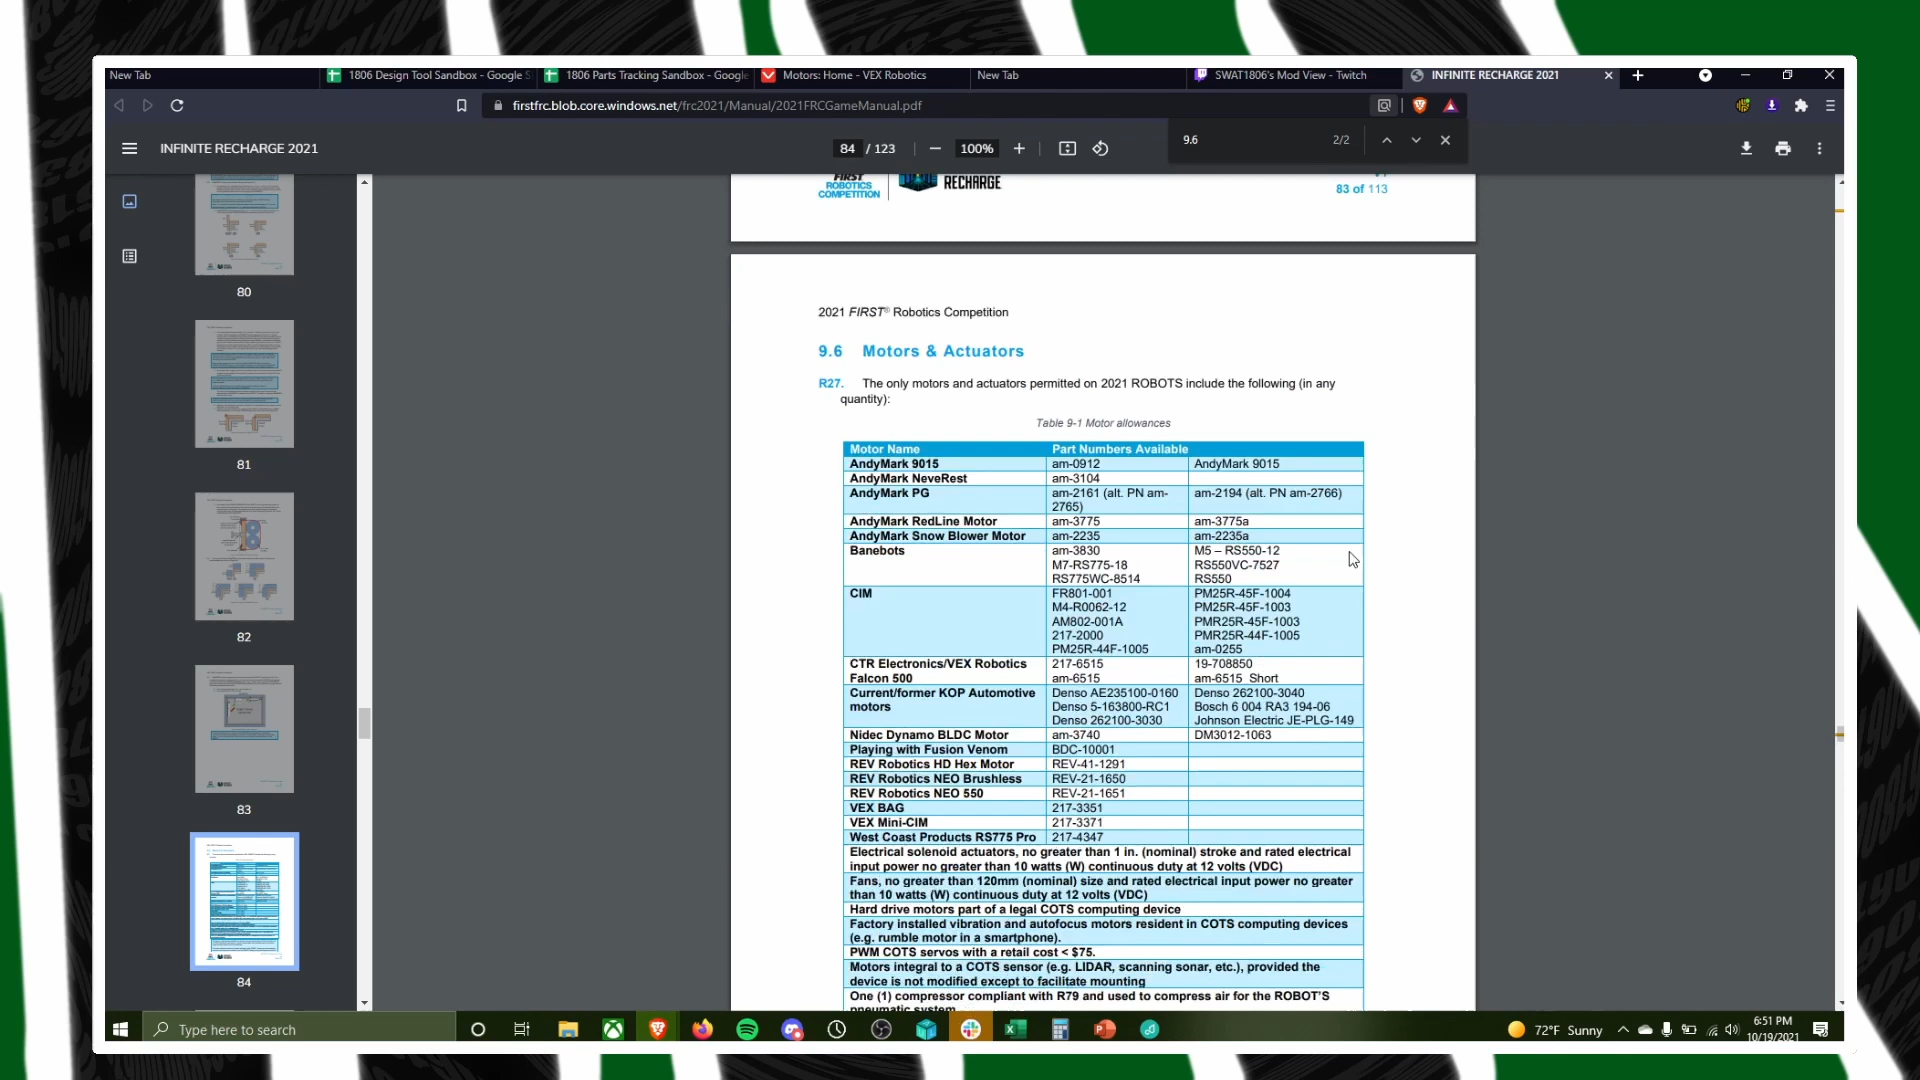 New Tab
1806 Design Tool Sandbox - Google S
1806 Parts Tracking Sandbox - Google
Motors: Home - VEX Robotics
New Tab
SWAT1806's Mod View - Twitch
INFINITE RECHARGE 2021
firstfrc.blob.core.windows.net/frc2021/Manual/2021FRCGameManual.pdf
INFINITE RECHARGE 2021
84 / 123
100%
9.6
2/2
FIRST
ROBOTICS
COMPETITION
RECHARGE
83 of 113
80
81
82
83
84
2021 FIRST® Robotics Competition
9.6 Motors & Actuators
R27. The only motors and actuators permitted on 2021 ROBOTS include the following (in any
quantity):
Table 9-1 Motor allowances
Motor Name Part Numbers Available
AndyMark 9015 am-0912 AndyMark 9015
AndyMark NeveRest am-3104
AndyMark PG am-2161 (alt. PN am- am-2194 (alt. PN am-2766)
2765)
AndyMark RedLine Motor am-3775 am-3775a
AndyMark Snow Blower Motor am-2235 am-2235a
Banebots am-3830 M5 – RS550-12
M7-RS775-18 RS550VC-7527
RS775WC-8514 RS550
CIM FR801-001 PM25R-45F-1004
M4-R0062-12 PM25R-45F-1003
AM802-001A PMR25R-45F-1003
217-2000 PMR25R-44F-1005
PM25R-44F-1005 am-0255
CTR Electronics/VEX Robotics 217-6515 19-708850
Falcon 500 am-6515 am-6515 Short
Current/former KOP Automotive Denso AE235100-0160 Denso 262100-3040
motors Denso 5-163800-RC1 Bosch 6 004 RA3 194-06
Denso 262100-3030 Johnson Electric JE-PLG-149
Nidec Dynamo BLDC Motor am-3740 DM3012-1063
Playing with Fusion Venom BDC-10001
REV Robotics HD Hex Motor REV-41-1291
REV Robotics NEO Brushless REV-21-1650
REV Robotics NEO 550 REV-21-1651
VEX BAG 217-3351
VEX Mini-CIM 217-3371
West Coast Products RS775 Pro 217-4347
Electrical solenoid actuators, no greater than 1 in. (nominal) stroke and rated electrical
input power no greater than 10 watts (W) continuous duty at 12 volts (VDC)
Fans, no greater than 120mm (nominal) size and rated electrical input power no greater
than 10 watts (W) continuous duty at 12 volts (VDC)
Hard drive motors part of a legal COTS computing device
Factory installed vibration and autofocus motors resident in COTS computing devices
(e.g. rumble motor in a smartphone).
PWM COTS servos with a retail cost < $75.
Motors integral to a COTS sensor (e.g. LIDAR, scanning sonar, etc.), provided the
device is not modified except to facilitate mounting
One (1) compressor compliant with R79 and used to compress air for the ROBOT'S
pneumatic system
Type here to search
72°F Sunny
6:51 PM
10/19/2021